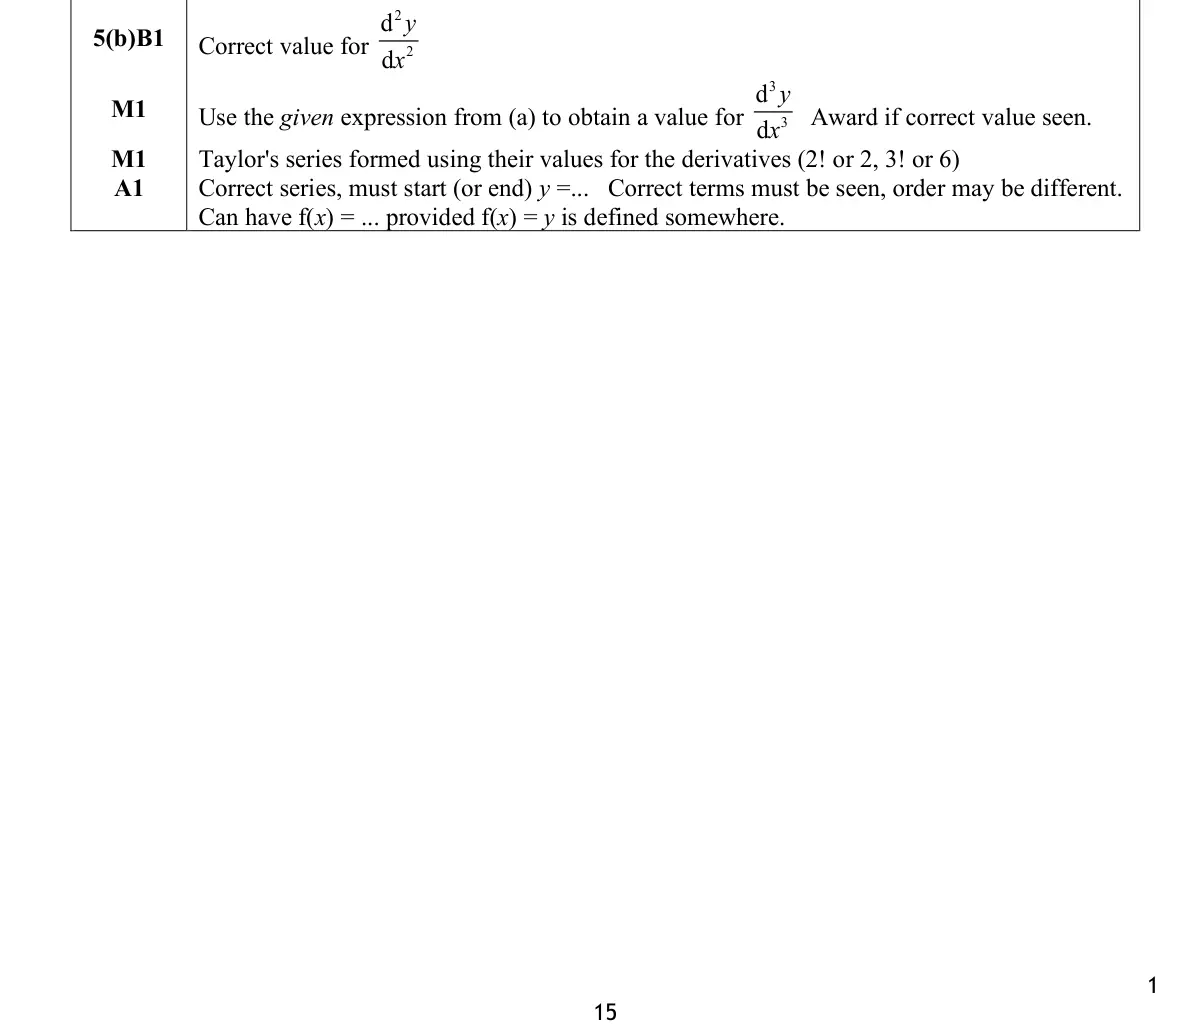 5(b)B1 Correct value for d²y/dx²
M1 Use the given expression from (a) to obtain a value for d³y/dx³ Award if correct value seen.
M1 Taylor's series formed using their values for the derivatives (2! or 2, 3! or 6)
A1 Correct series, must start (or end) y =... Correct terms must be seen, order may be different.
Can have f(x) = ... provided f(x) = y is defined somewhere.
1
15